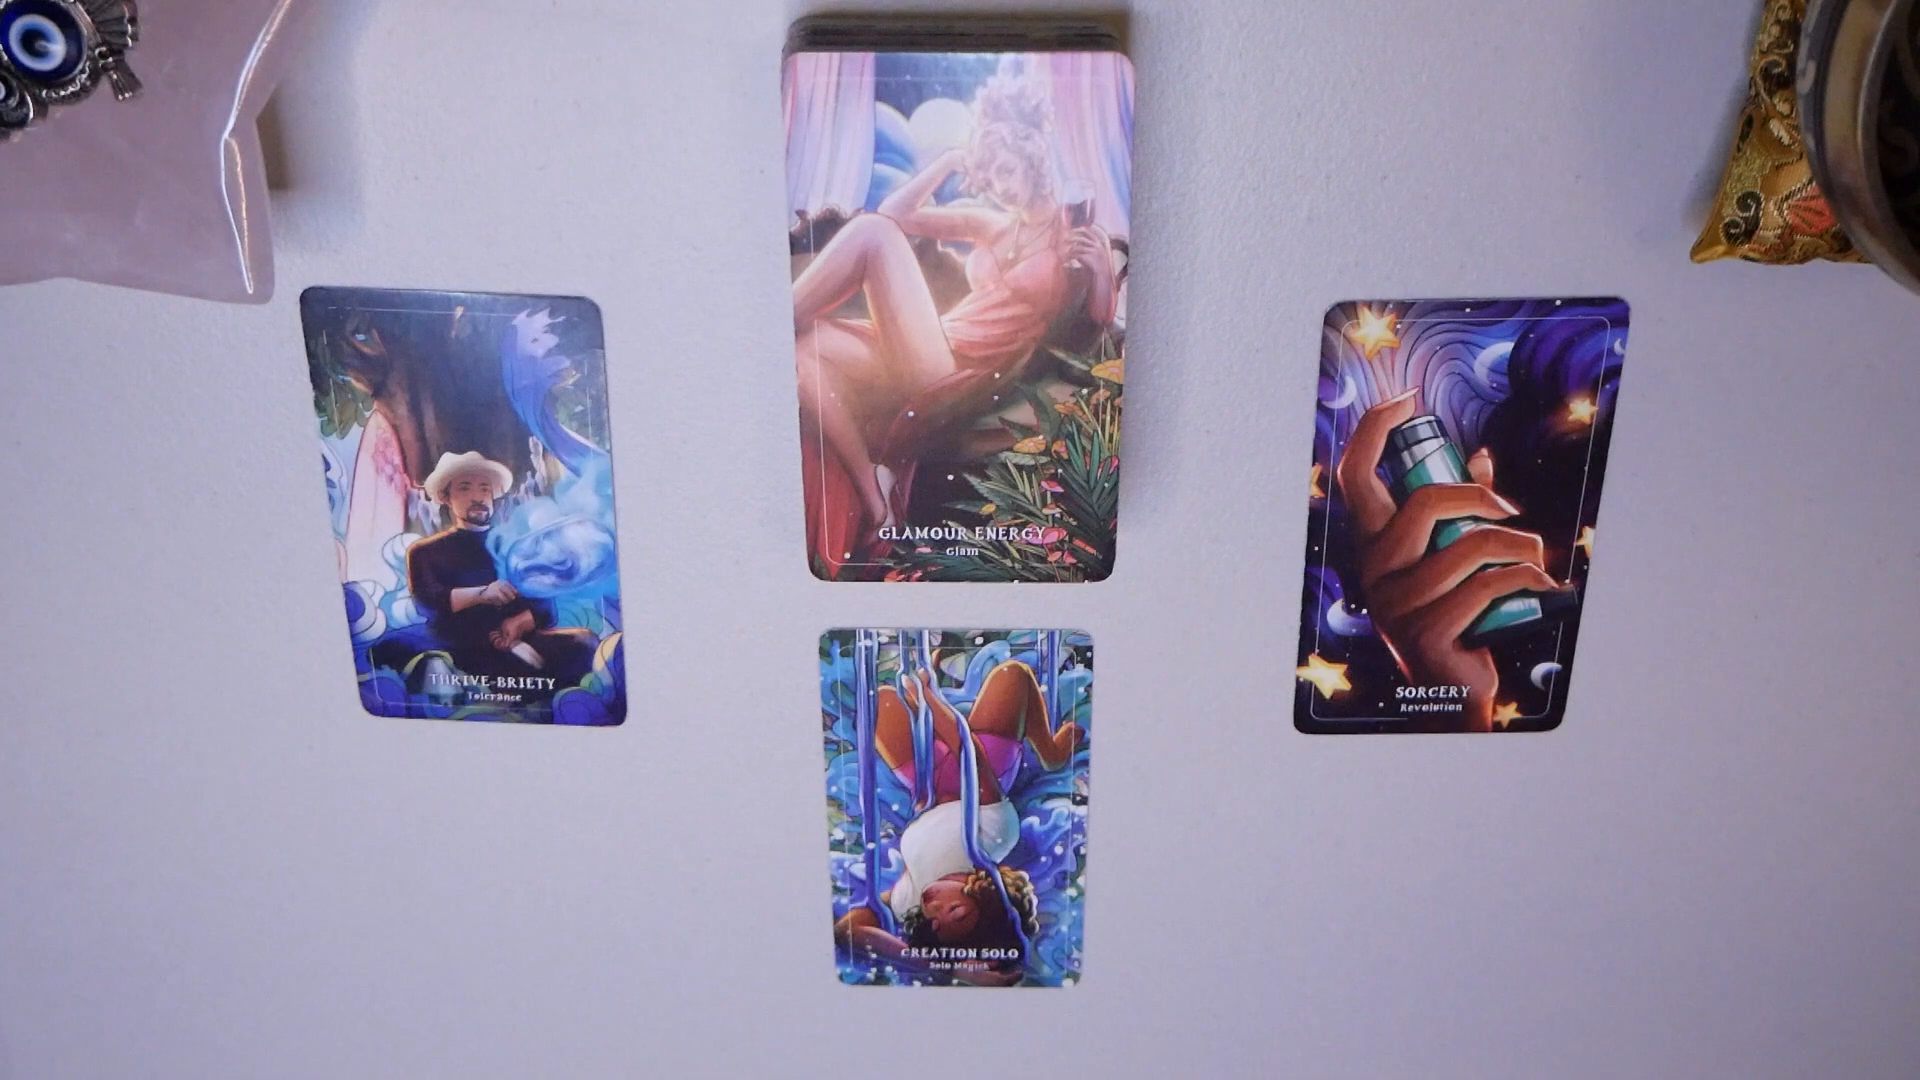 GLAMOUR ENERGY
Glam
THRIVE-BRIETY
Tolerance
SORCERY
Revolution
CREATION SOLO
Solo Magick